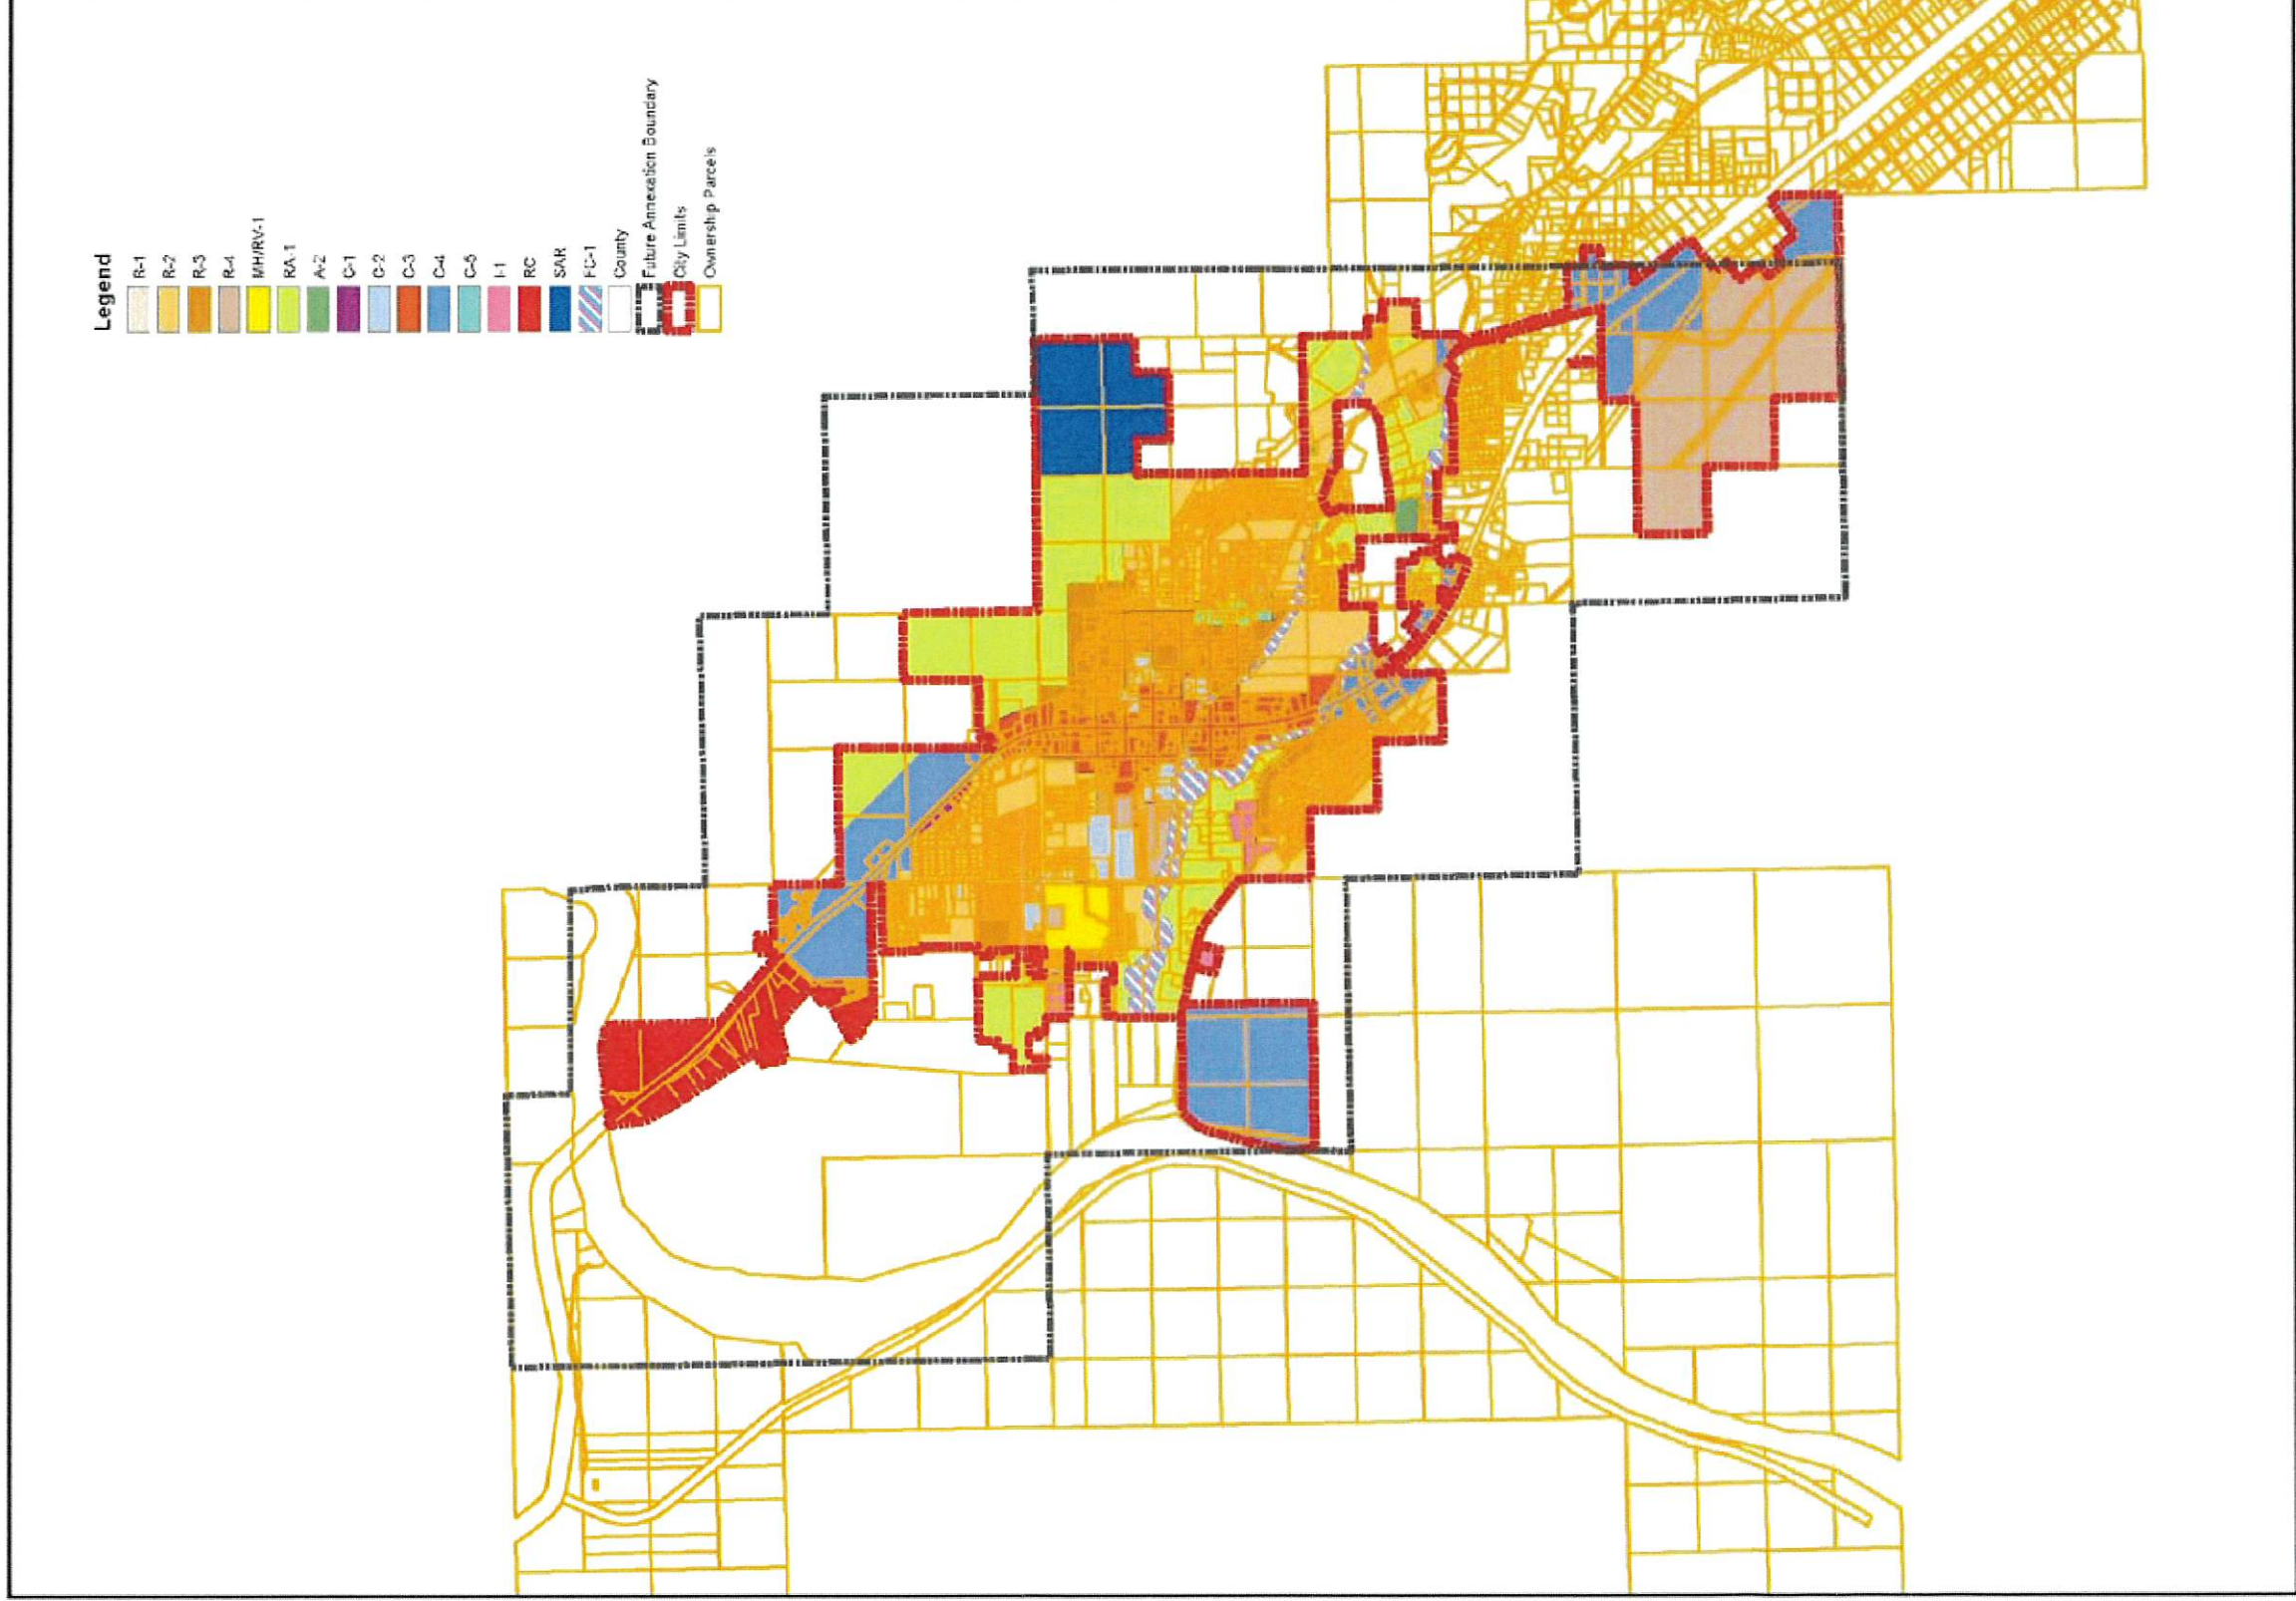 Legend
R-1
R-2
R-3
R-4
MH/RV-1
RA-1
A-2
C-1
C-2
C-3
C-4
C-5
I-1
RC
SAR
FC-1
County
Future Annexation Boundary
City Limits
Ownership Parcels